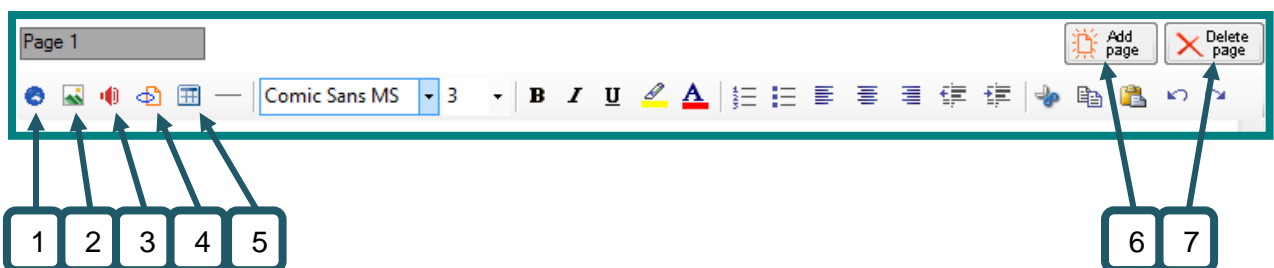 Page 1
Add page
Delete page
Comic Sans MS 3 B I U A
1 2 3 4 5 6 7